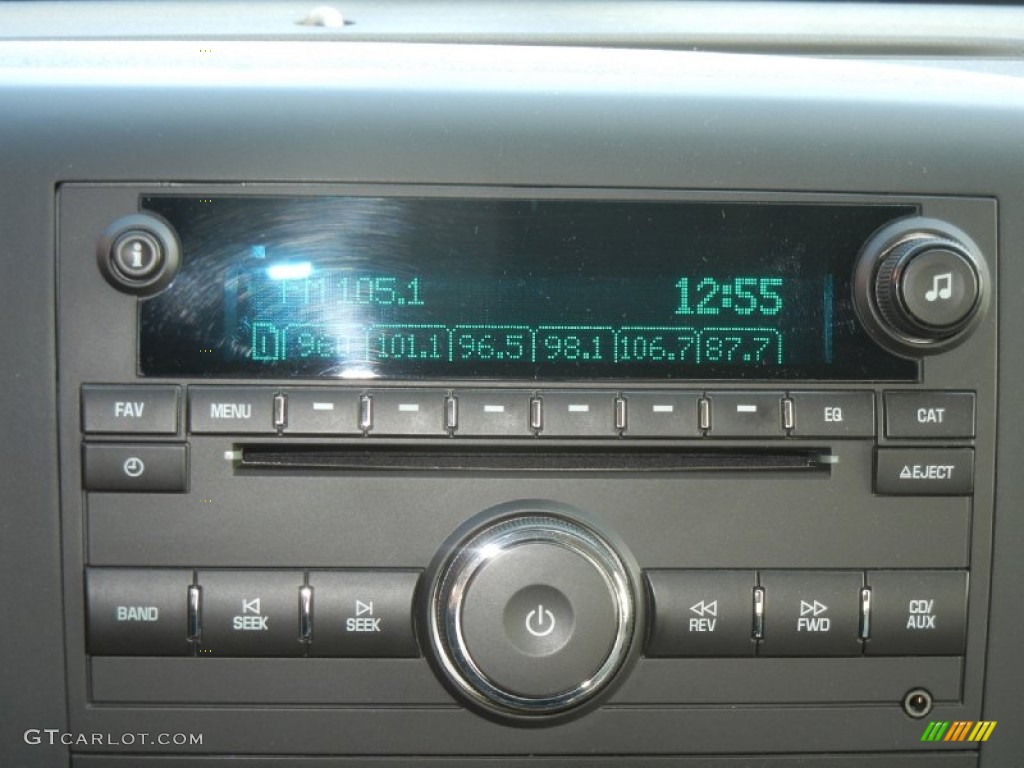 FM 105.1 12:55
1 101.1 96.5 98.1 106.7 87.7
FAV MENU EQ CAT
EJECT
BAND SEEK SEEK REV FWD CD/
AUX
GTCARLOT.COM